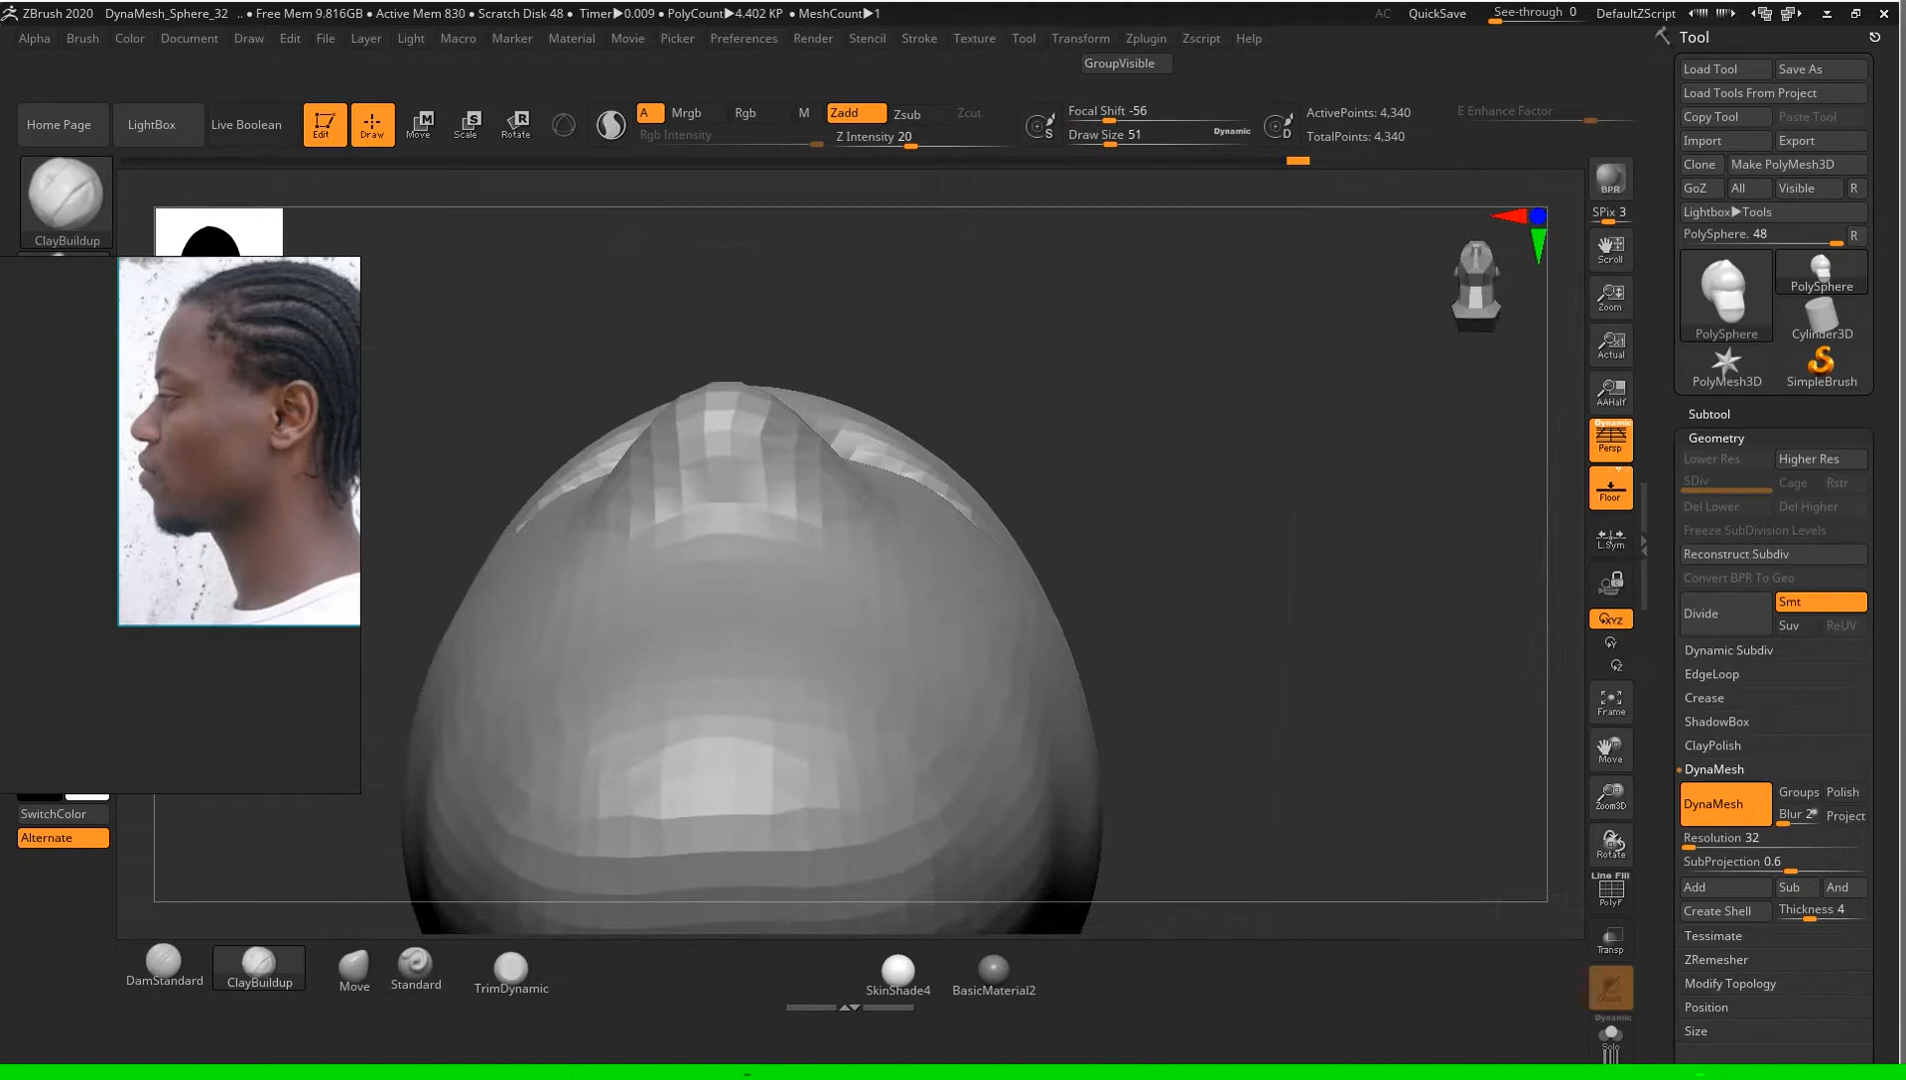 ZBrush 2020 DynaMesh_Sphere_32 .. ● Free Mem 9.816GB ● Active Mem 830 ● Scratch Disk 48 ● Timer▶0.009 ● PolyCount▶4.402 KP ● MeshCount▶1 AC QuickSave See-through 0 DefaultZScript
Alpha Brush Color Document Draw Edit File Layer Light Macro Marker Material Movie Picker Preferences Render Stencil Stroke Texture Tool Transform Zplugin Zscript Help
Tool
GroupVisible
Home Page LightBox Live Boolean Edit Draw Move Scale Rotate
A Mrgb Rgb M Zadd Zsub Zcut
Rgb Intensity Z Intensity 20
Focal Shift -56
Draw Size 51 Dynamic
ActivePoints: 4,340
TotalPoints: 4,340
E Enhance Factor
ClayBuildup
SwitchColor
Alternate
BPR
SPix 3
Scroll
Zoom
Actual
AAHalf
Dynamic
Persp
Floor
L.Sym
XYZ
Frame
Move
Zoom3D
Rotate
Line Fill
PolyF
Transp
Ghost
Dynamic
Solo
Load Tool Save As
Load Tools From Project
Copy Tool Paste Tool
Import Export
Clone Make PolyMesh3D
GoZ All Visible R
Lightbox▶Tools
PolySphere. 48 R
PolySphere
PolySphere Cylinder3D
PolyMesh3D SimpleBrush
Subtool
Geometry
Lower Res Higher Res
SDiv Cage Rstr
Del Lower Del Higher
Freeze SubDivision Levels
Reconstruct Subdiv
Convert BPR To Geo
Divide Smt
Suv ReUV
Dynamic Subdiv
EdgeLoop
Crease
ShadowBox
ClayPolish
DynaMesh
DynaMesh Groups Polish
Blur 2 Project
Resolution 32
SubProjection 0.6
Add Sub And
Create Shell Thickness 4
Tessimate
ZRemesher
Modify Topology
Position
Size
DamStandard ClayBuildup Move Standard TrimDynamic SkinShade4 BasicMaterial2